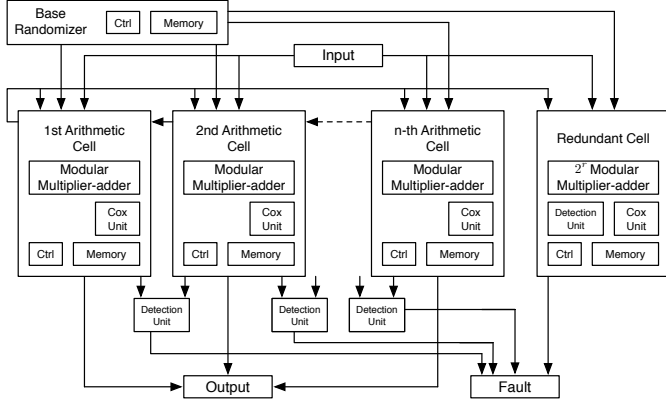 Base
Randomizer
Ctrl
Memory
Input
1st Arithmetic
Cell
Modular
Multiplier-adder
Cox
Unit
Ctrl
Memory
2nd Arithmetic
Cell
Modular
Multiplier-adder
Cox
Unit
Ctrl
Memory
n-th Arithmetic
Cell
Modular
Multiplier-adder
Cox
Unit
Ctrl
Memory
Redundant Cell
2^r Modular
Multiplier-adder
Detection
Unit
Cox
Unit
Ctrl
Memory
Detection
Unit
Detection
Unit
Detection
Unit
Output
Fault